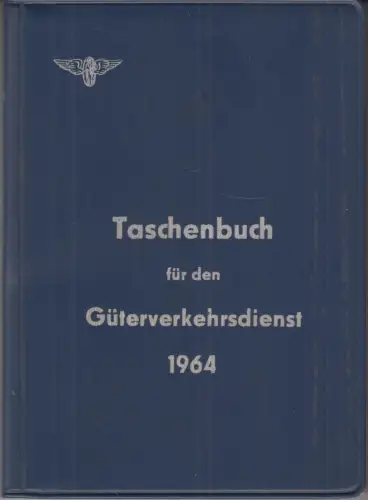 Taschenbuch
für den
Güterverkehrsdienst
1964